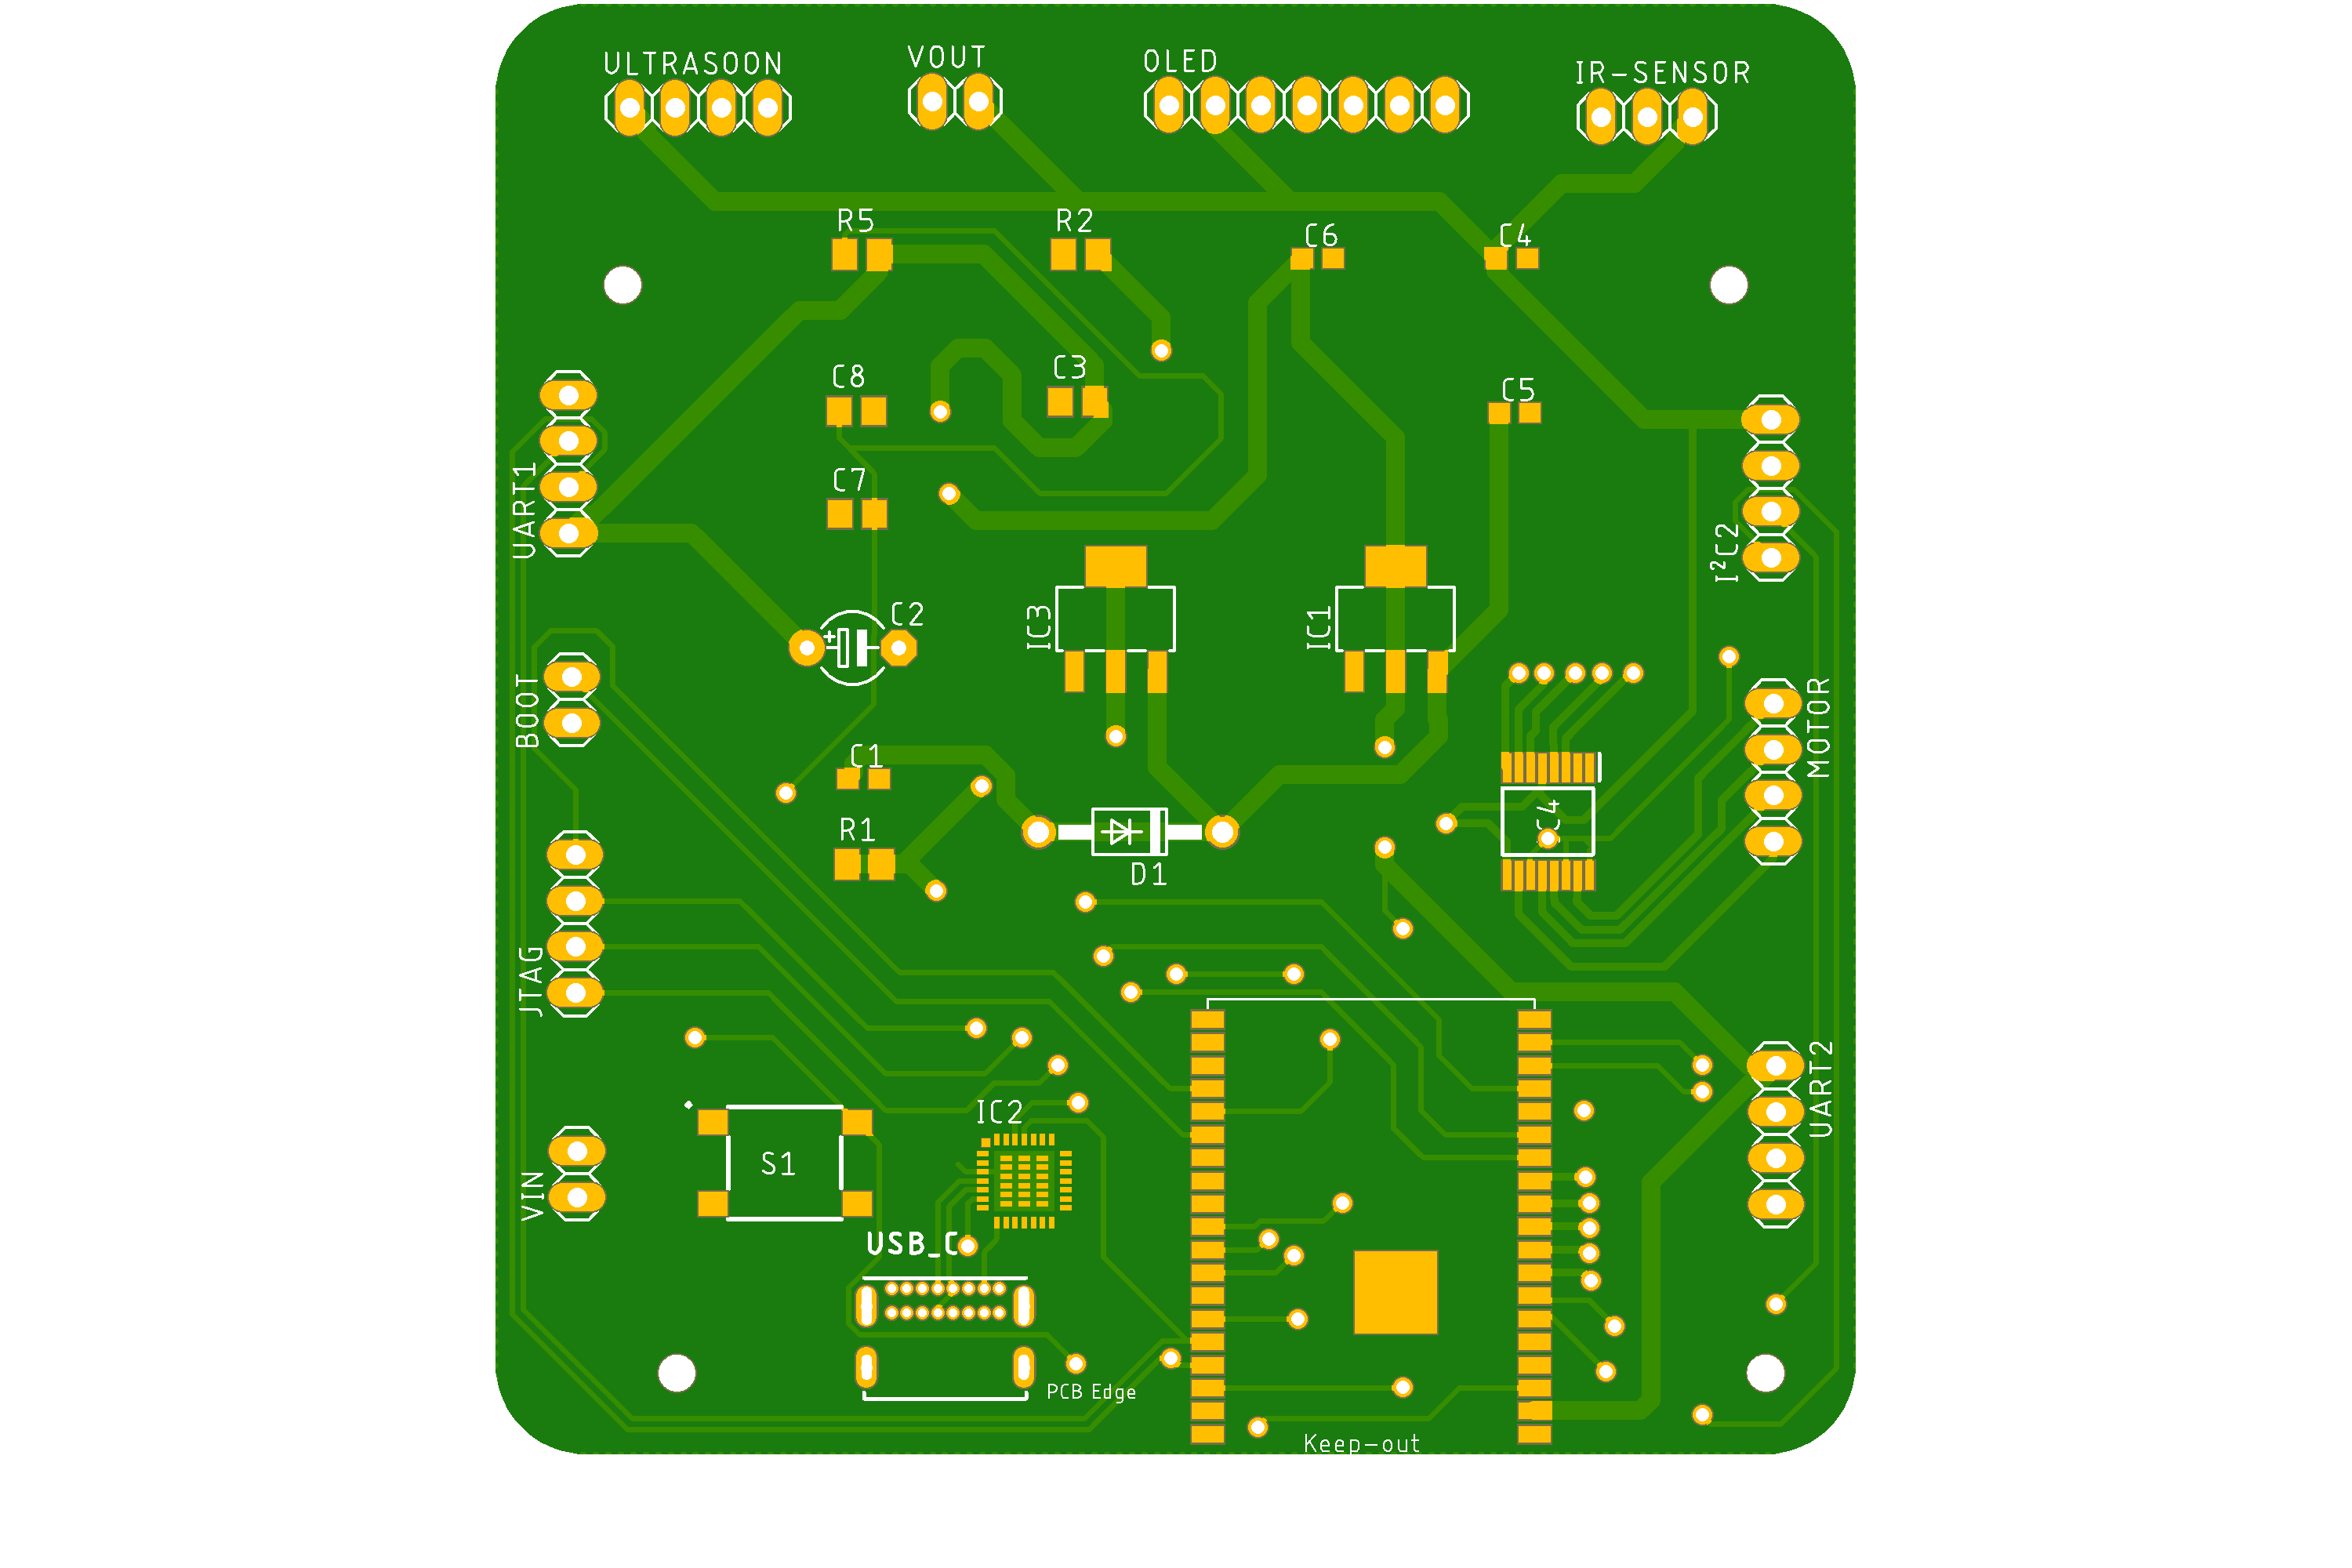 ULTRASOON
VOUT
OLED
IR-SENSOR
R5
R2
C6
C4
C8
C3
C5
C7
UART1
I²C2
C2
IC3
IC1
BOOT
MOTOR
C1
R1
D1
JTAG
UART2
IC2
S1
VIN
USB_C
PCB Edge
Keep-out